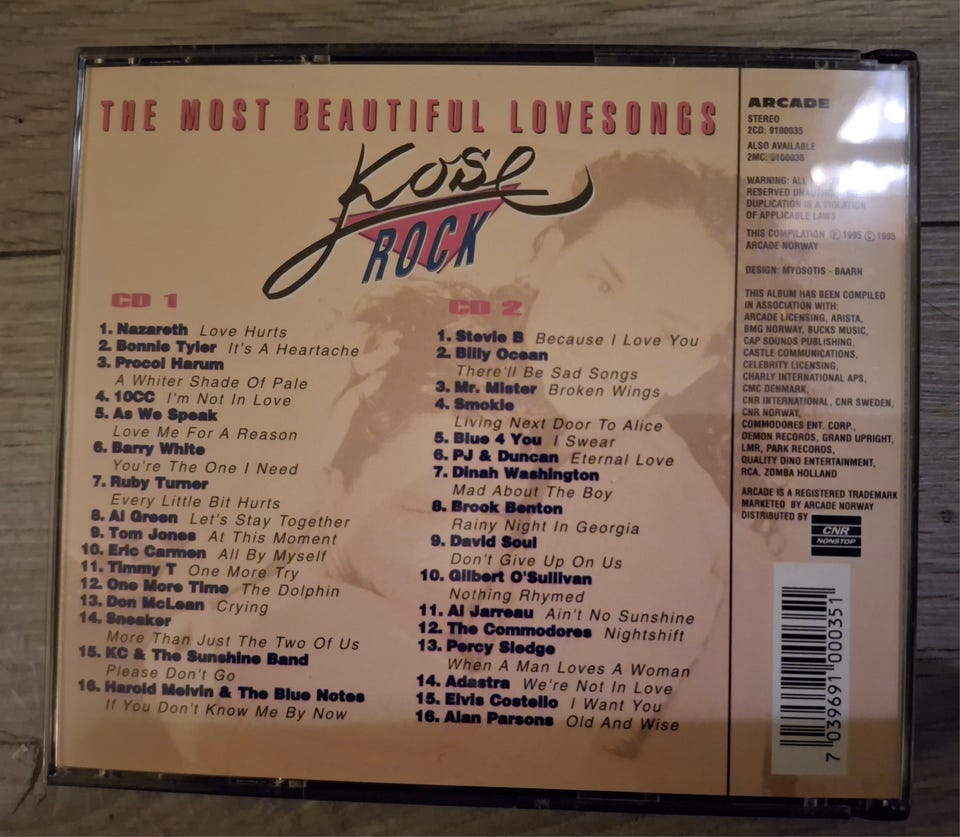 THE MOST BEAUTIFUL LOVESONGS
Kose
ROCK
CD 1
1. Nazareth Love Hurts
2. Bonnie Tyler It's A Heartache
3. Procol Harum
A Whiter Shade Of Pale
4. 10CC I'm Not In Love
5. As We Speak
Love Me For A Reason
6. Barry White
You're The One I Need
7. Ruby Turner
Every Little Bit Hurts
8. Al Green Let's Stay Together
9. Tom Jones At This Moment
10. Eric Carmen All By Myself
11. Timmy T One More Try
12. One More Time The Dolphin
13. Don McLean Crying
14. Sneaker
More Than Just The Two Of Us
15. KC & The Sunshine Band
Please Don't Go
16. Harold Melvin & The Blue Notes
If You Don't Know Me By Now
CD 2
1. Stevie B Because I Love You
2. Billy Ocean
There'll Be Sad Songs
3. Mr. Mister Broken Wings
4. Smokie
Living Next Door To Alice
5. Blue 4 You I Swear
6. PJ & Duncan Eternal Love
7. Dinah Washington
Mad About The Boy
8. Brook Benton
Rainy Night In Georgia
9. David Soul
Don't Give Up On Us
10. Gilbert O'Sullivan
Nothing Rhymed
11. Al Jarreau Ain't No Sunshine
12. The Commodores Nightshift
13. Percy Sledge
When A Man Loves A Woman
14. Adastra We're Not In Love
15. Elvis Costello I Want You
16. Alan Parsons Old And Wise
ARCADE
STEREO
2CD: 9100035
ALSO AVAILABLE
2MC: 9100036
WARNING: ALL
RESERVED
DUPLICATION IS A VIOLATION
OF APPLICABLE LAWS
THIS COMPILATION Ⓟ 1995 © 1995
ARCADE NORWAY
DESIGN: MYOSOTIS - BAARN
THIS ALBUM HAS BEEN COMPILED
IN ASSOCIATION WITH:
ARCADE LICENSING, ARISTA,
BMG NORWAY, BUCKS MUSIC,
CAP SOUNDS PUBLISHING,
CASTLE COMMUNICATIONS,
CELEBRITY LICENSING,
CHARLY INTERNATIONAL APS,
CMC DENMARK,
CNR INTERNATIONAL, CNR SWEDEN,
CNR NORWAY,
COMMODORES ENT. CORP.,
DEMON RECORDS, GRAND UPRIGHT,
LMR, PARK RECORDS,
QUALITY DINO ENTERTAINMENT,
RCA, ZOMBA HOLLAND
ARCADE IS A REGISTERED TRADEMARK
MARKETED BY ARCADE NORWAY
DISTRIBUTED BY
CNR
NONSTOP
7 039691 000351